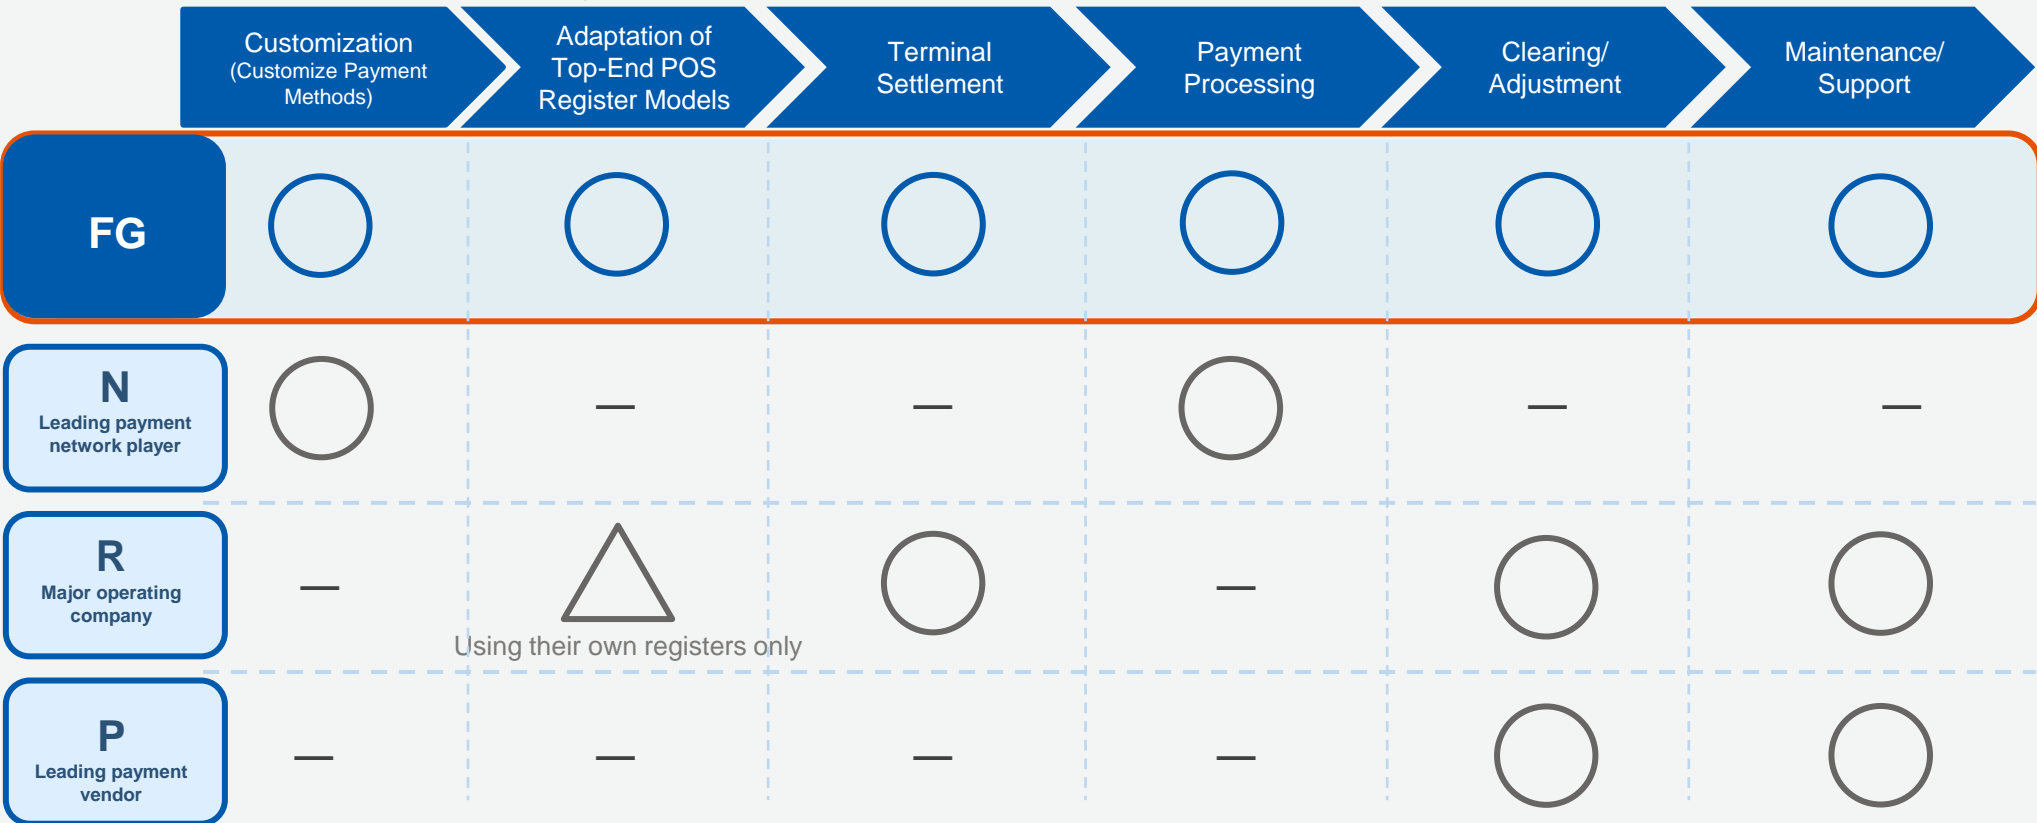 Customization
(Customize Payment
Methods)
Adaptation of
Top-End POS
Register Models
Terminal
Settlement
Payment
Processing
Clearing/
Adjustment
Maintenance/
Support
FG
N
Leading payment
network player
— — — —
R
Major operating
company
— —
Using their own registers only
P
Leading payment
vendor
— — — —